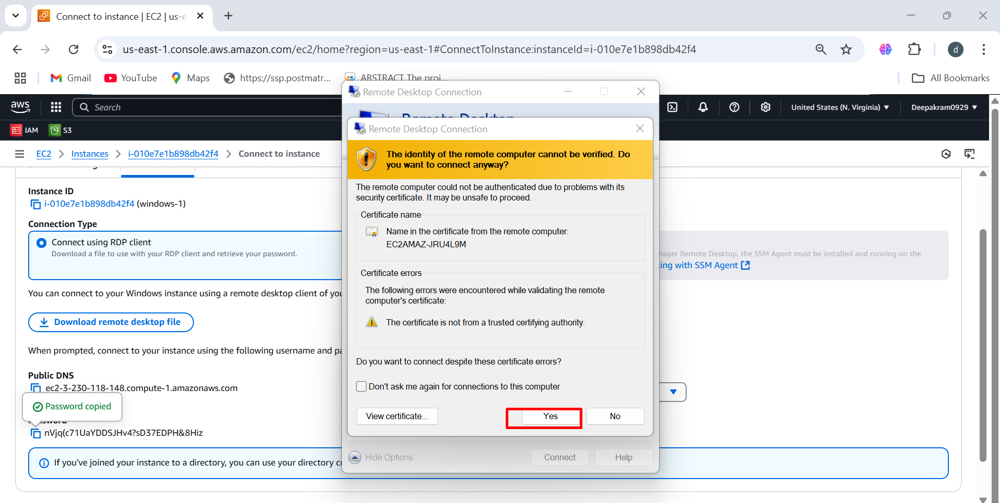 Connect to instance | EC2 | us-e
us-east-1.console.aws.amazon.com/ec2/home?region=us-east-1#ConnectToInstance:instanceId=i-010e7e1b898db42f4
d
Gmail
YouTube
Maps
https://ssp.postmatr...
ABSTRACT The proj...
All Bookmarks
aws
Search
United States (N. Virginia)
Deepakram0929
IAM
S3
EC2
Instances
i-010e7e1b898db42f4
Connect to instance
Instance ID
i-010e7e1b898db42f4 (windows-1)
Connection Type
Connect using RDP client
Download a file to use with your RDP client and retrieve your password.
nager Remote Desktop, the SSM Agent must be installed and running on the
ing with SSM Agent
You can connect to your Windows instance using a remote desktop client of you
Download remote desktop file
When prompted, connect to your instance using the following username and pa
Public DNS
ec2-3-230-118-148.compute-1.amazonaws.com
Password copied
nVjq(c71UaYDDSJHv4?sD37EDPH&8Hiz
If you've joined your instance to a directory, you can use your directory cr
Remote Desktop Connection
Remote Desktop
Remote Desktop Connection
The identity of the remote computer cannot be verified. Do
you want to connect anyway?
The remote computer could not be authenticated due to problems with its
security certificate. It may be unsafe to proceed.
Certificate name
Name in the certificate from the remote computer:
EC2AMAZ-JRU4L9M
Certificate errors
The following errors were encountered while validating the remote
computer's certificate:
The certificate is not from a trusted certifying authority.
Do you want to connect despite these certificate errors?
Don't ask me again for connections to this computer
View certificate...
Yes
No
Hide Options
Connect
Help